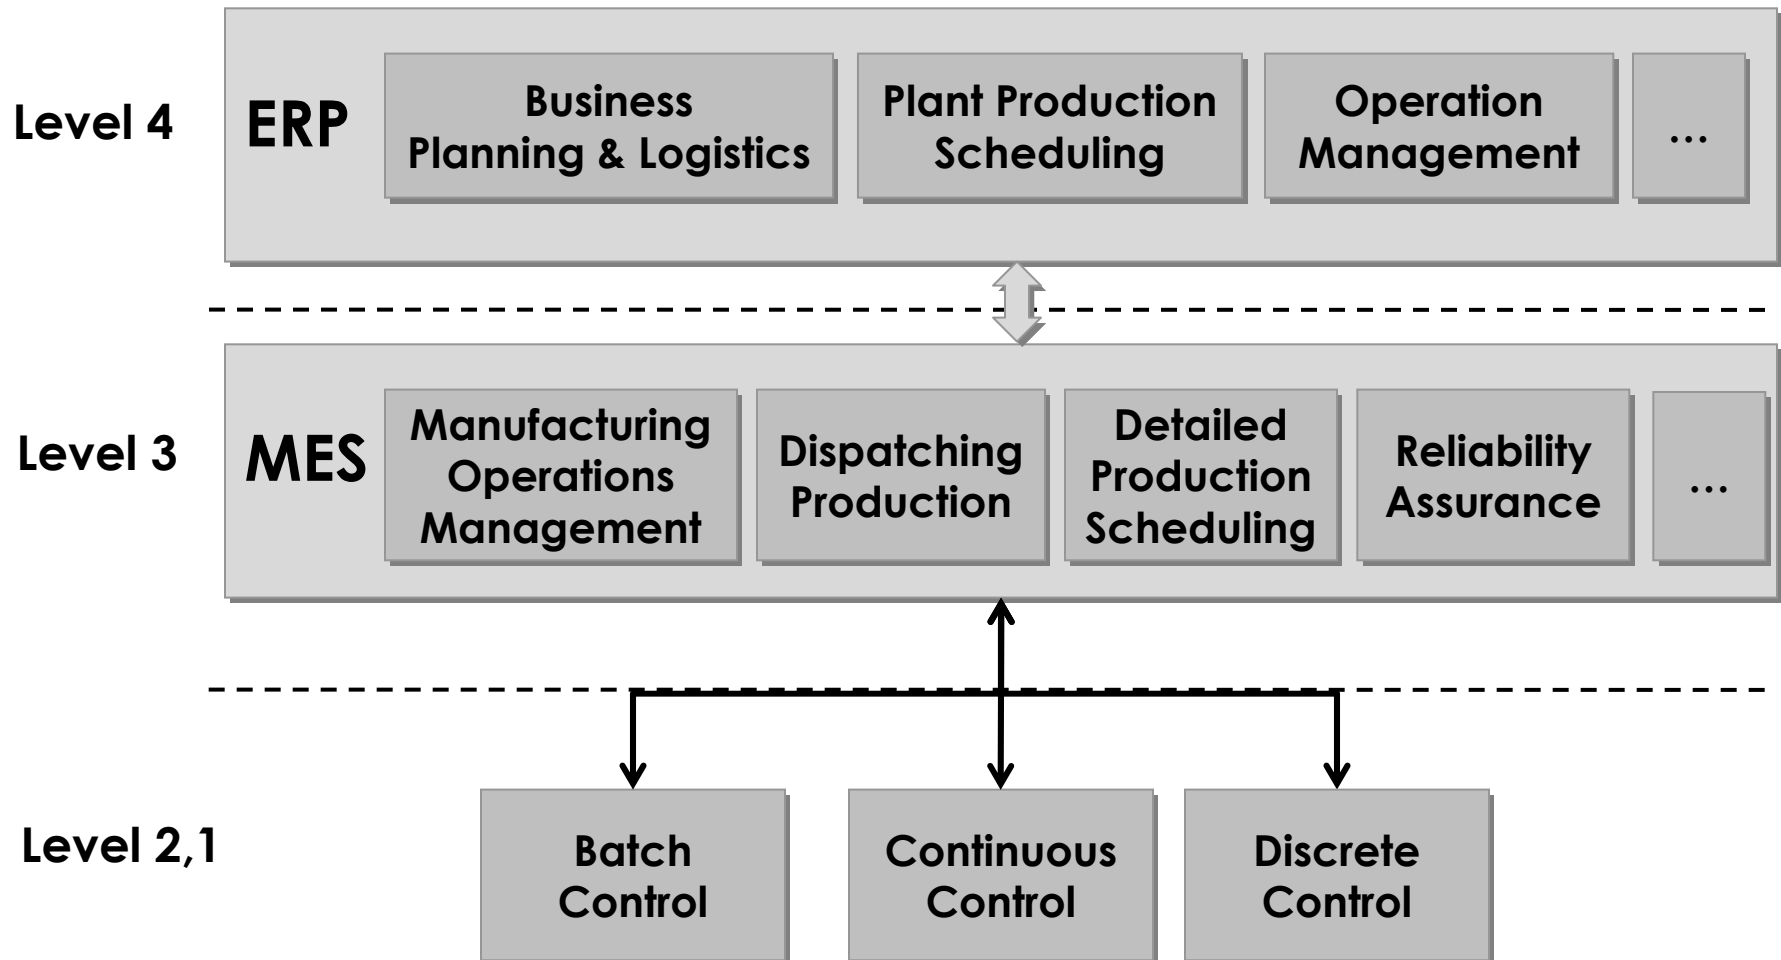 Level 4
ERP
Business
Planning & Logistics
Plant Production
Scheduling
Operation
Management
...
Level 3
MES
Manufacturing
Operations
Management
Dispatching
Production
Detailed
Production
Scheduling
Reliability
Assurance
...
Level 2,1
Batch
Control
Continuous
Control
Discrete
Control